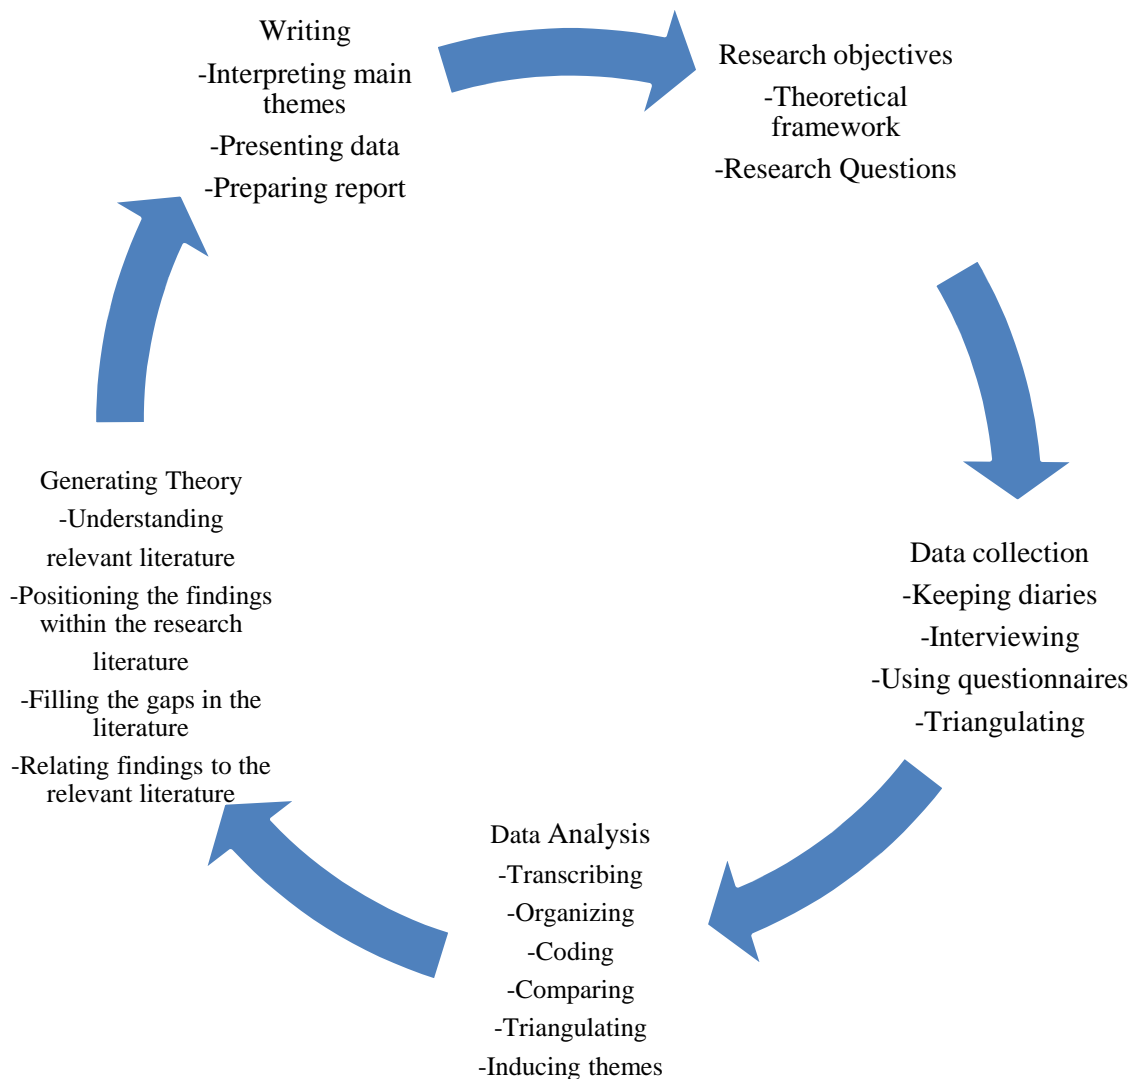 Writing
-Interpreting main
themes
-Presenting data
-Preparing report
Research objectives
-Theoretical
framework
-Research Questions
Data collection
-Keeping diaries
-Interviewing
-Using questionnaires
-Triangulating
Data Analysis
-Transcribing
-Organizing
-Coding
-Comparing
-Triangulating
-Inducing themes
Generating Theory
-Understanding
relevant literature
-Positioning the findings
within the research
literature
-Filling the gaps in the
literature
-Relating findings to the
relevant literature